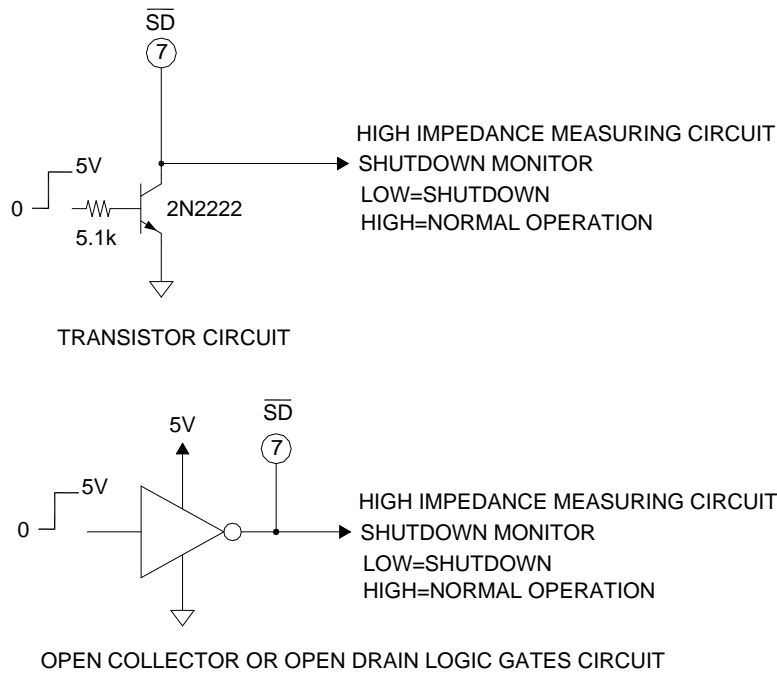 SD
7
HIGH IMPEDANCE MEASURING CIRCUIT
5V
SHUTDOWN MONITOR
0
2N2222
LOW=SHUTDOWN
5.1k
HIGH=NORMAL OPERATION
TRANSISTOR CIRCUIT
SD
5V
7
5V
HIGH IMPEDANCE MEASURING CIRCUIT
0
SHUTDOWN MONITOR
LOW=SHUTDOWN
HIGH=NORMAL OPERATION
OPEN COLLECTOR OR OPEN DRAIN LOGIC GATES CIRCUIT